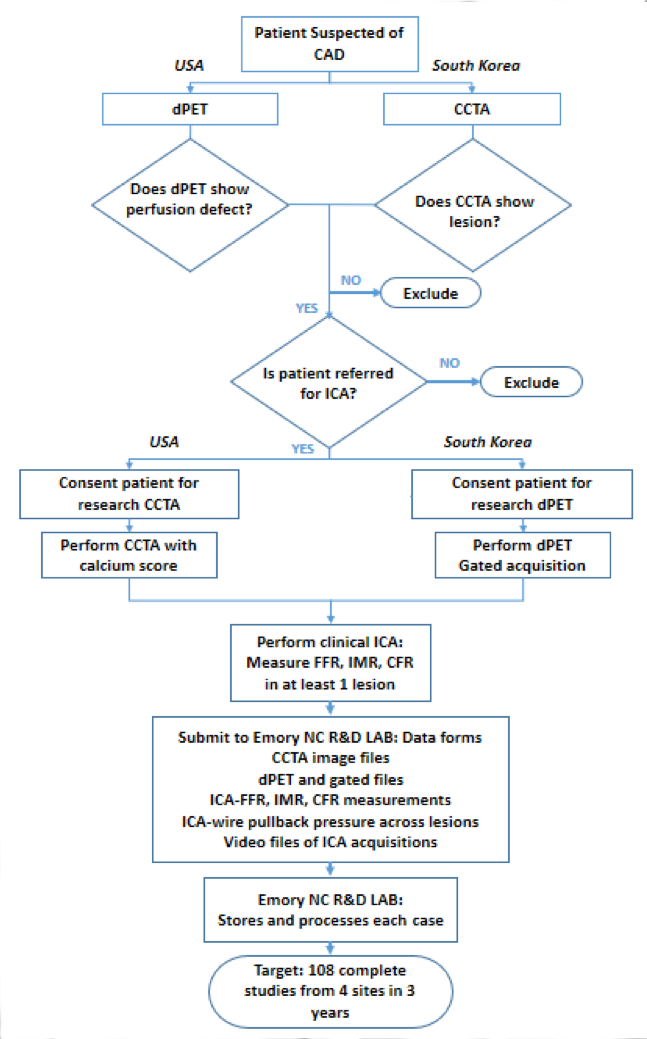 Patient Suspected of
CAD
USA
South Korea
dPET
CCTA
Does dPET show
perfusion defect?
Does CCTA show
lesion?
NO
Exclude
YES
Is patient referred
for ICA?
NO
Exclude
USA
YES
South Korea
Consent patient for
research CCTA
Consent patient for
research dPET
Perform CCTA with
calcium score
Perform dPET
Gated acquisition
Perform clinical ICA:
Measure FFR, IMR, CFR
in at least 1 lesion
Submit to Emory NC R&D LAB: Data forms
CCTA image files
dPET and gated files
ICA-FFR, IMR, CFR measurements
ICA-wire pullback pressure across lesions
Video files of ICA acquisitions
Emory NC R&D LAB:
Stores and processes each case
Target: 108 complete
studies from 4 sites in 3
years